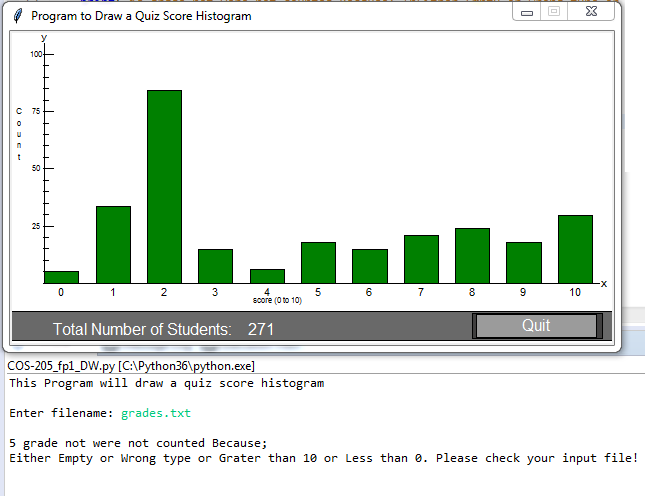 Program to Draw a Quiz Score Histogram
y
100
75
50
25
Count
0 1 2 3 4 5 6 7 8 9 10
x
score (0 to 10)
Total Number of Students: 271
Quit
COS-205_fp1_DW.py [C:\Python36\python.exe]
This Program will draw a quiz score histogram
Enter filename: grades.txt
5 grade not were not counted Because;
Either Empty or Wrong type or Grater than 10 or Less than 0. Please check your input file!